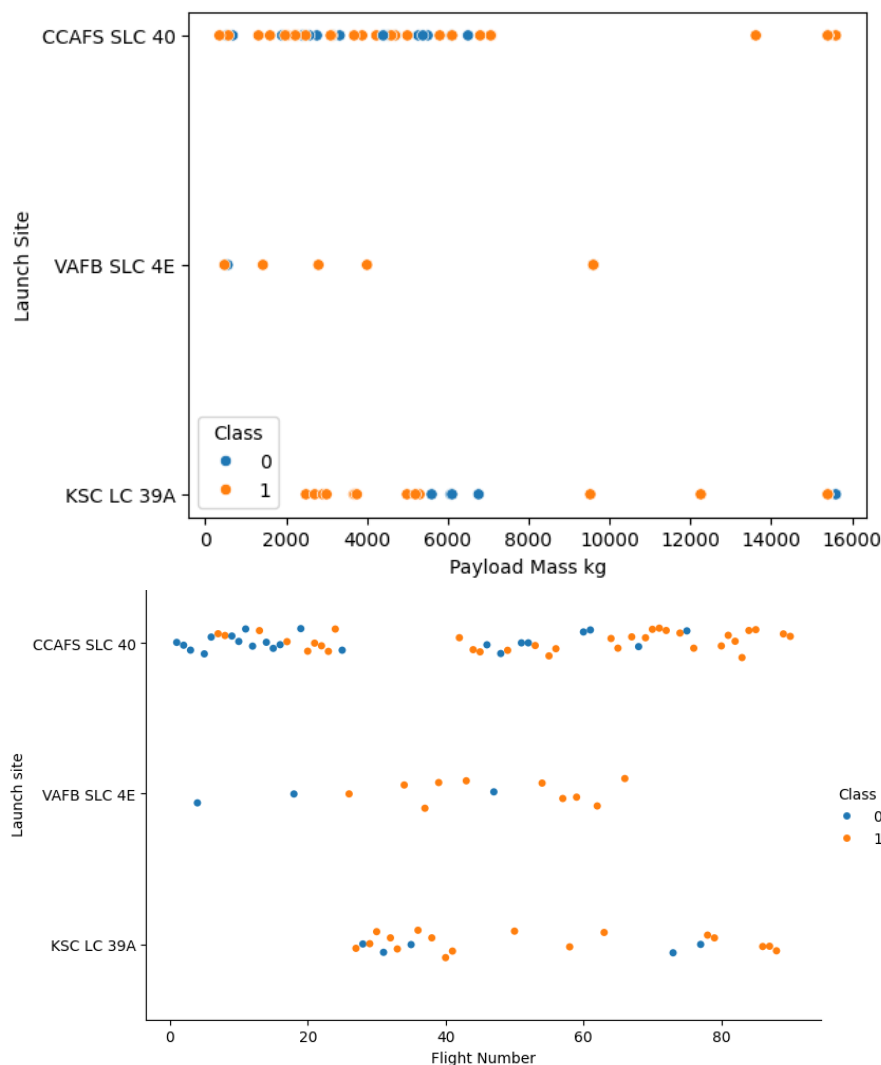 CCAFS SLC 40
Launch Site
VAFB SLC 4E
KSC LC 39A
Class
0
1
0 2000 4000 6000 8000 10000 12000 14000 16000
Payload Mass kg
CCAFS SLC 40
Launch site
VAFB SLC 4E
KSC LC 39A
Class
0
1
0 20 40 60 80
Flight Number